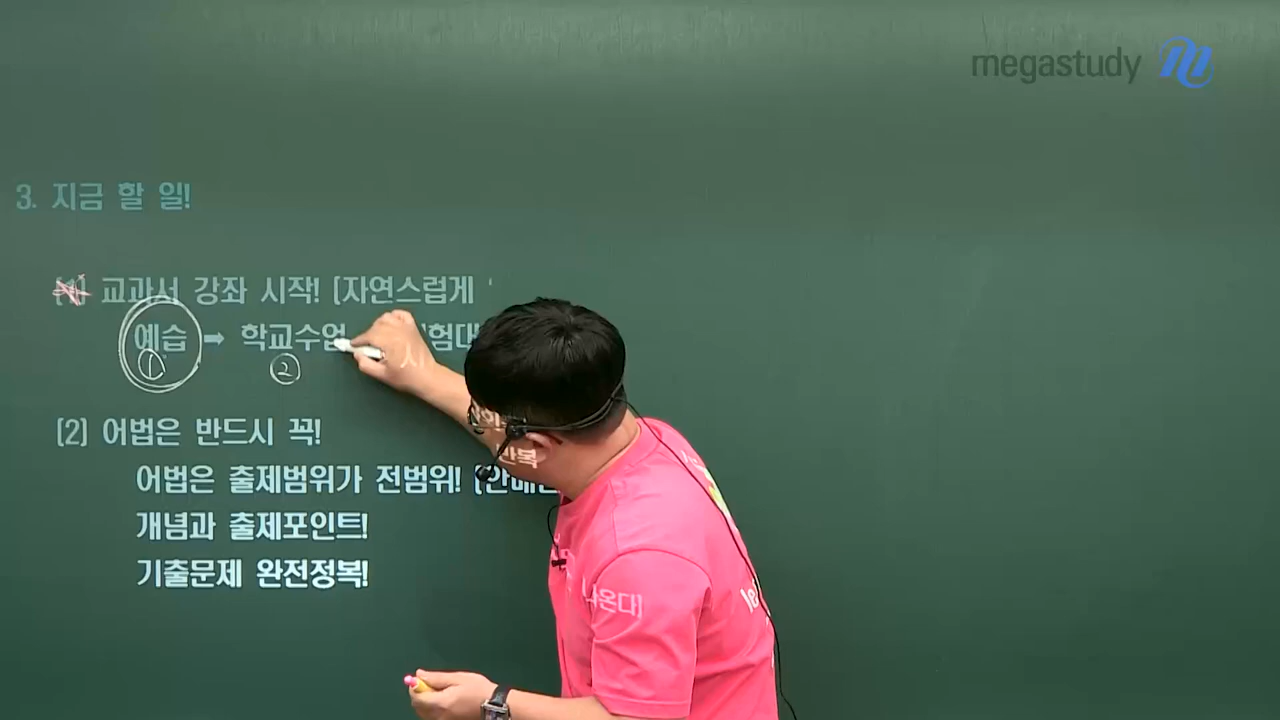 megastudy
3. 지금 할 일!
[1] 교과서 강좌 시작! [자연스럽게
예습 ➡ 학교수업
① ②
[2] 어법은 반드시 꼭!
어법은 출제범위가 전범위!
개념과 출제포인트!
기출문제 완전정복!